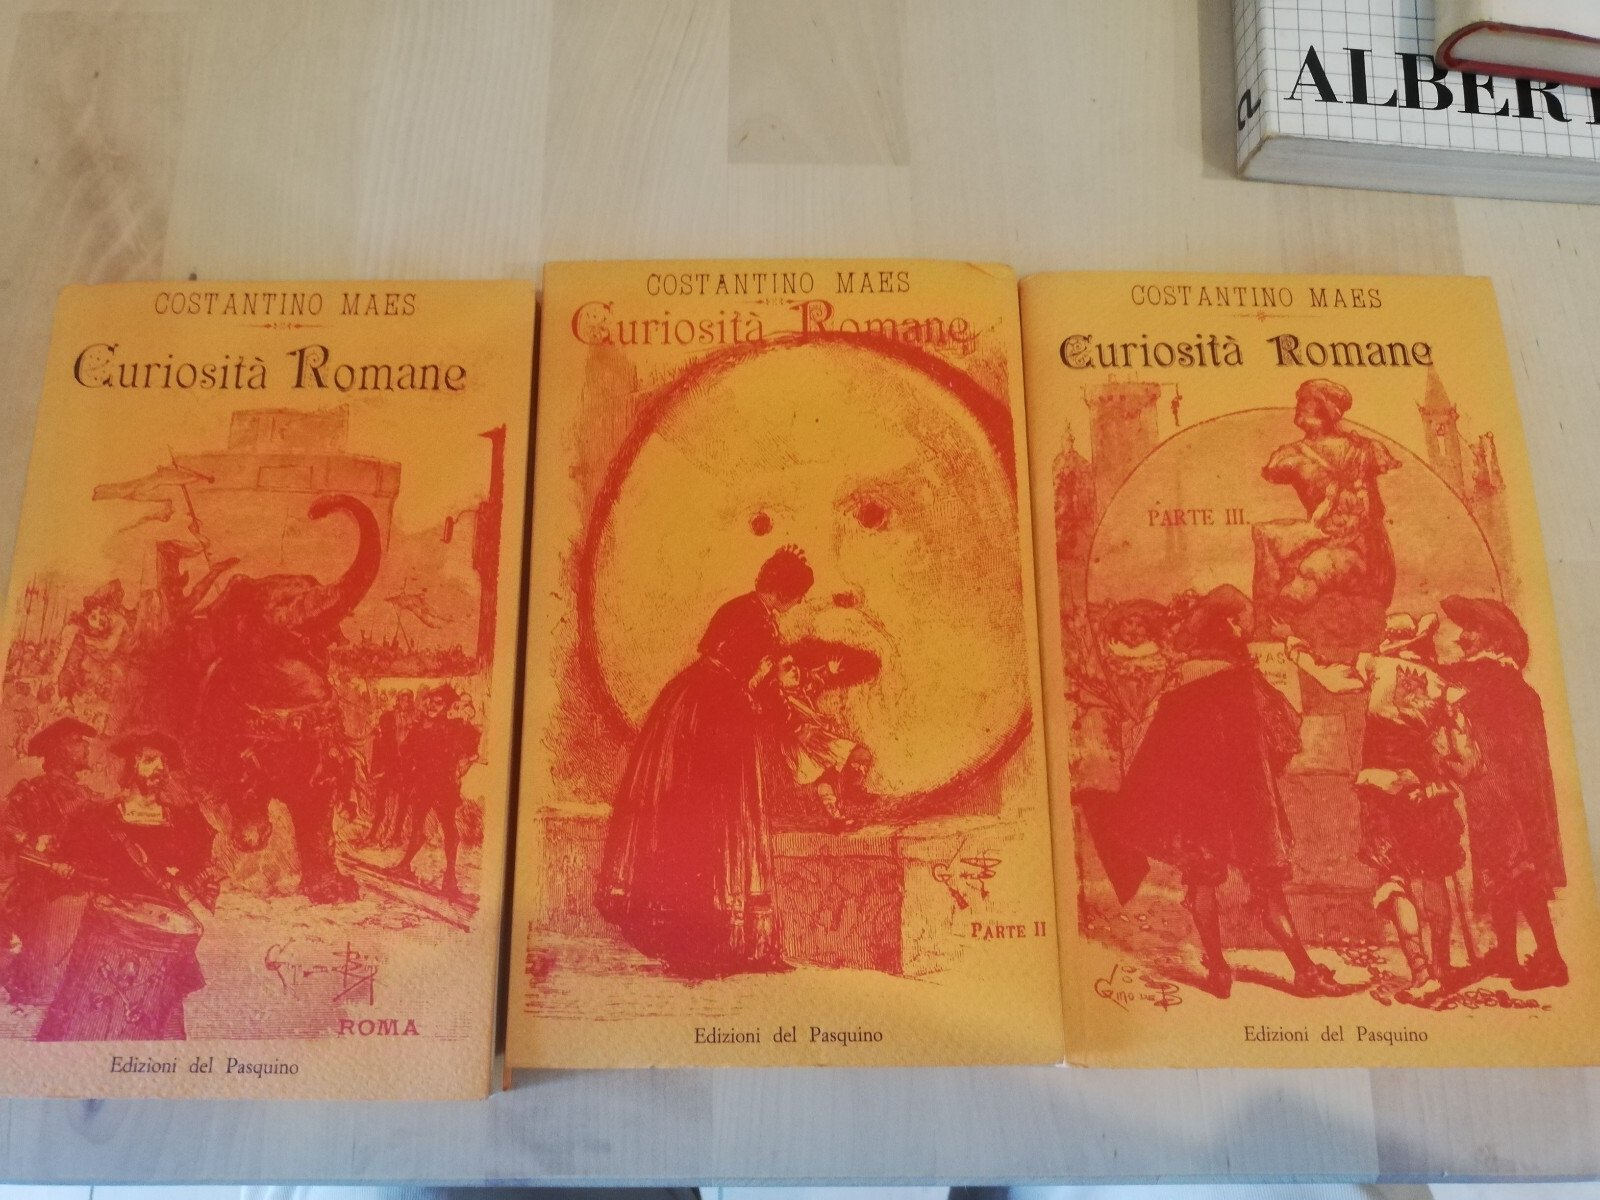 ALBER
COSTANTINO MAES
Curiosità Romane
ROMA
Edizioni del Pasquino
COSTANTINO MAES
Curiosità Romane
PARTE II
Edizioni del Pasquino
COSTANTINO MAES
Curiosità Romane
PARTE III.
Edizioni del Pasquino